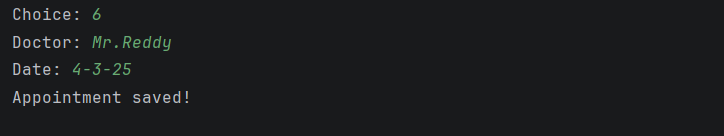 Choice: 6
Doctor: Mr.Reddy
Date: 4-3-25
Appointment saved!